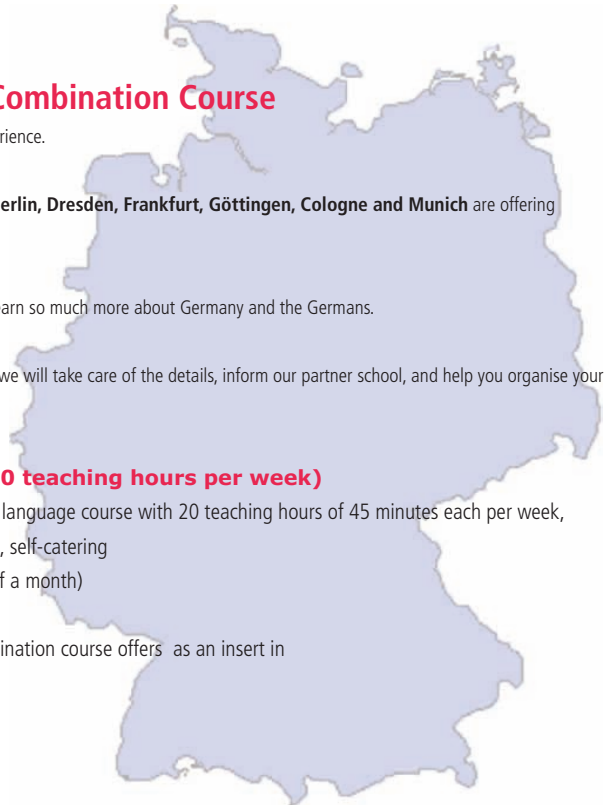 Combination Course
rience.
erlin, Dresden, Frankfurt, Göttingen, Cologne and Munich are offering
earn so much more about Germany and the Germans.
we will take care of the details, inform our partner school, and help you organise your
0 teaching hours per week)
language course with 20 teaching hours of 45 minutes each per week,
, self-catering
f a month)
bination course offers as an insert in